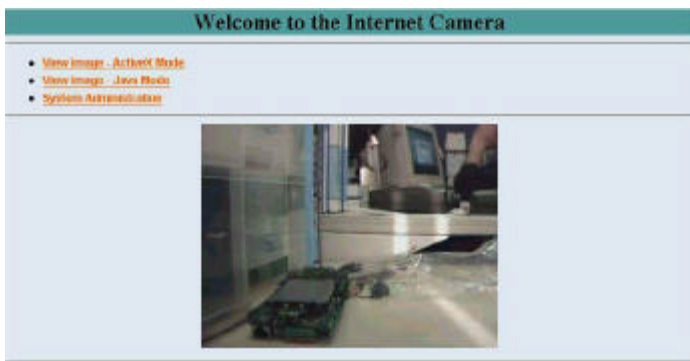 Welcome to the Internet Camera
View Image - ActiveX Mode
View Image - Java Mode
System Administration